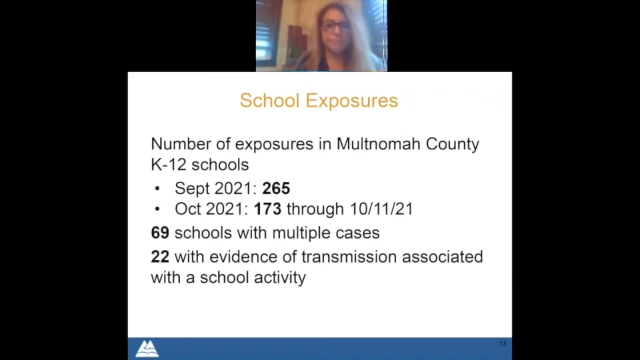 School Exposures
Number of exposures in Multnomah County
K-12 schools
• Sept 2021: 265
• Oct 2021: 173 through 10/11/21
69 schools with multiple cases
22 with evidence of transmission associated
with a school activity